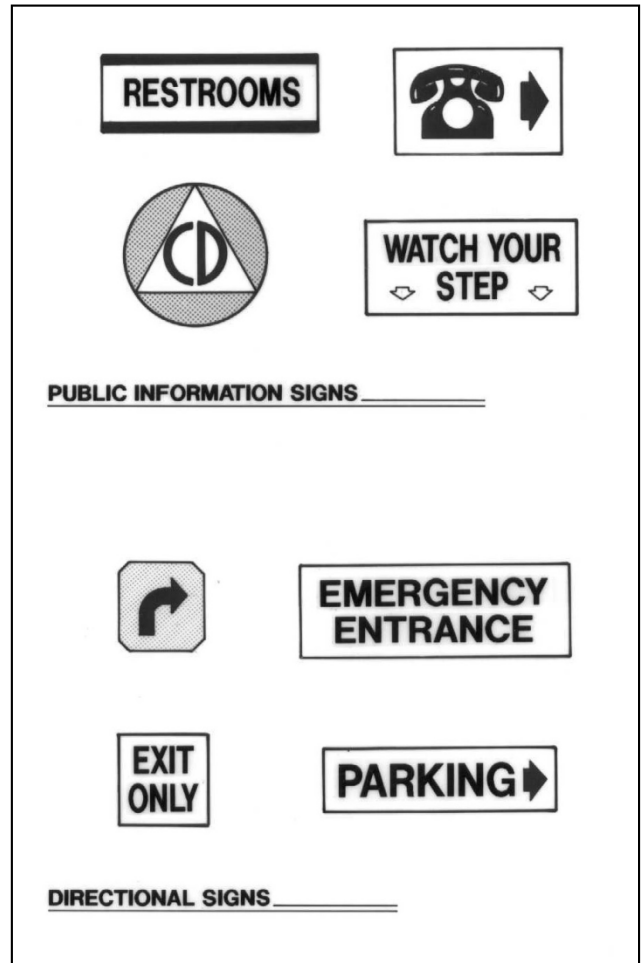 RESTROOMS
CD
WATCH YOUR
STEP
PUBLIC INFORMATION SIGNS
EMERGENCY
ENTRANCE
EXIT
ONLY
PARKING
DIRECTIONAL SIGNS